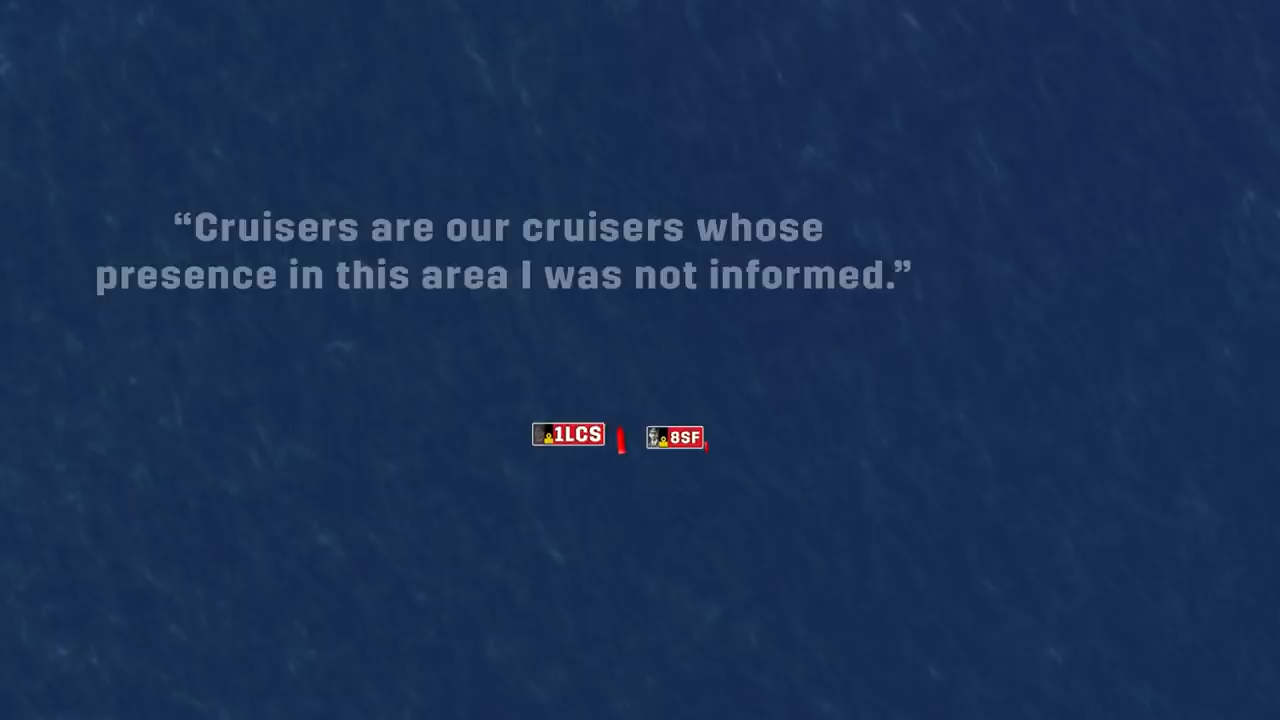 “Cruisers are our cruisers whose
presence in this area I was not informed.”
1LCS
8SF